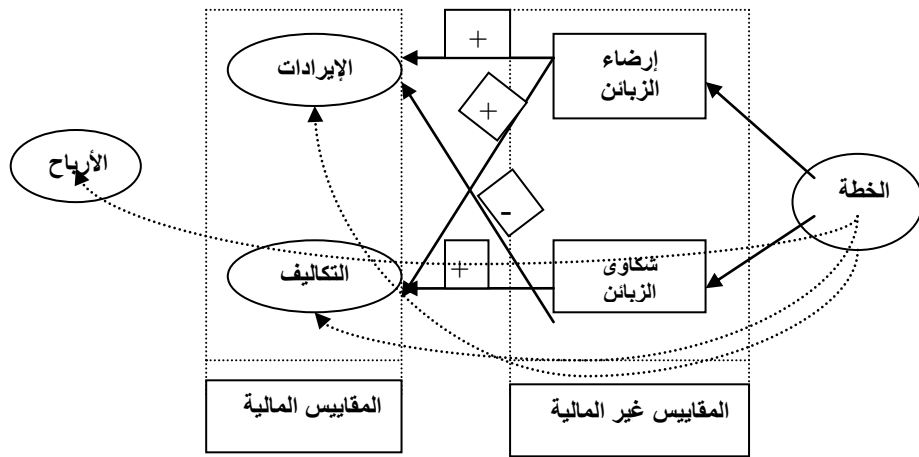 إرضاء
الزبائن
+
الإيرادات
+
الأرباح
الخطة
-
شكاوى
الزبائن
+
التكاليف
المقاييس غير المالية
المقاييس المالية